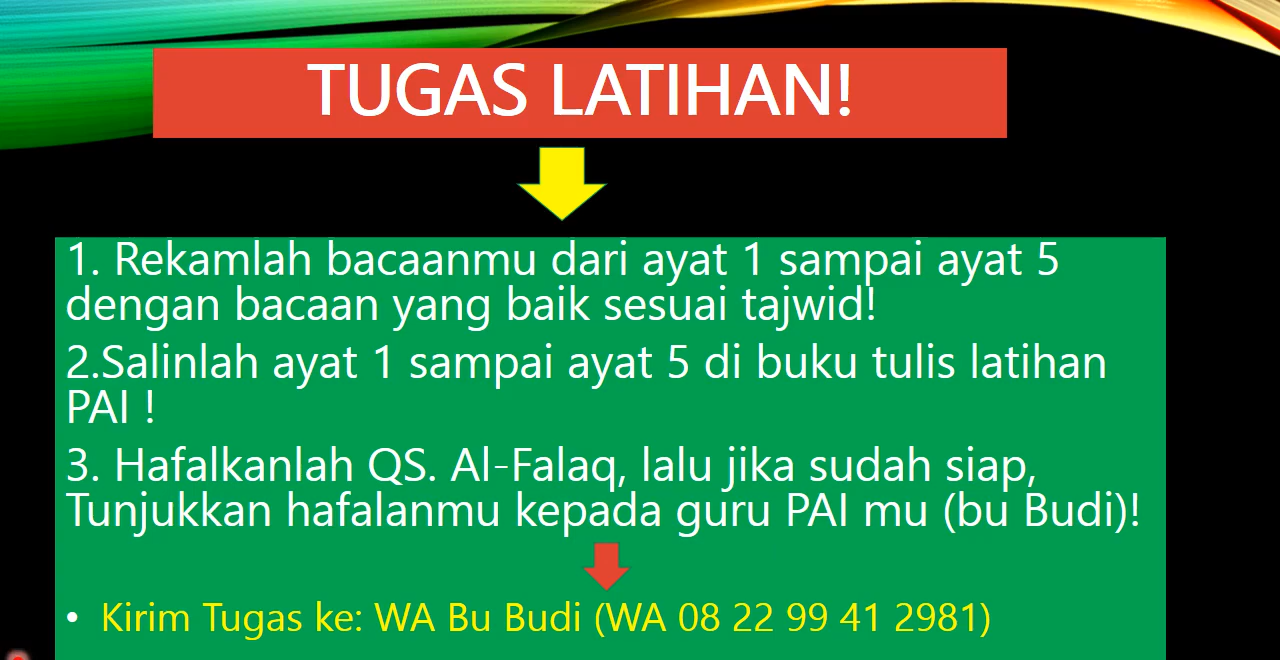 TUGAS LATIHAN!
1. Rekamlah bacaanmu dari ayat 1 sampai ayat 5
dengan bacaan yang baik sesuai tajwid!
2.Salinlah ayat 1 sampai ayat 5 di buku tulis latihan
PAI !
3. Hafalkanlah QS. Al-Falaq, lalu jika sudah siap,
Tunjukkan hafalanmu kepada guru PAI mu (bu Budi)!
• Kirim Tugas ke: WA Bu Budi (WA 08 22 99 41 2981)